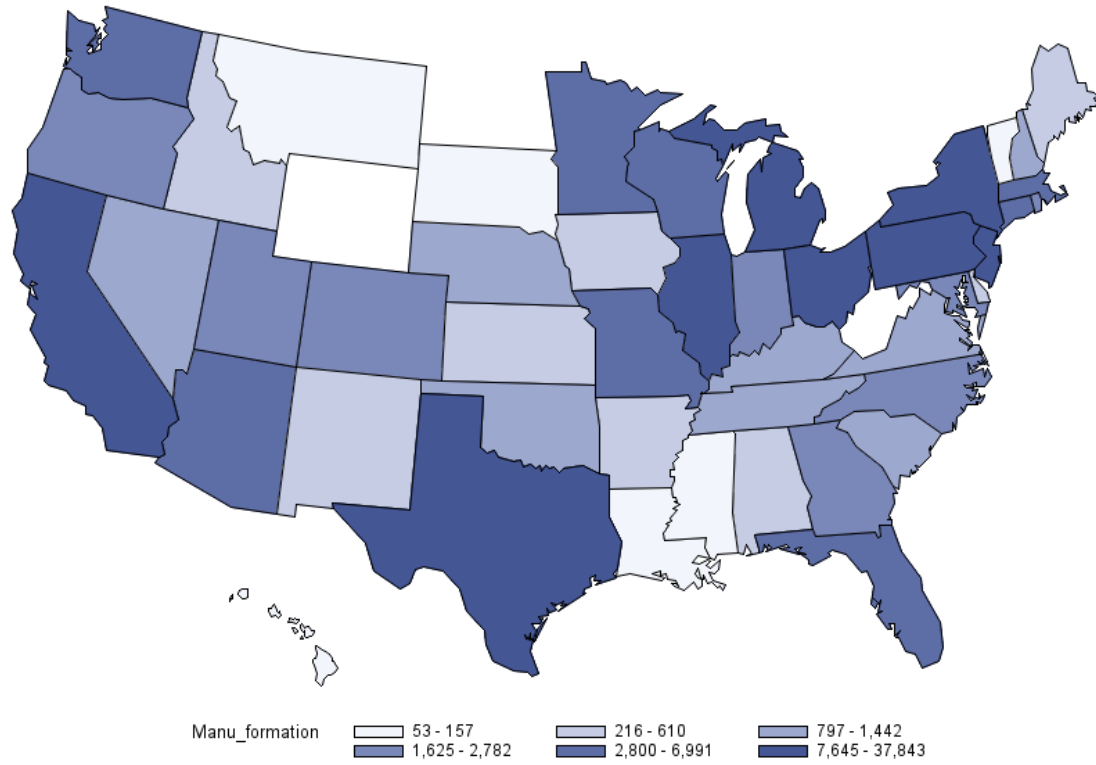 Manu_formation 53 - 157 216 - 610 797 - 1,442
1,625 - 2,782 2,800 - 6,991 7,645 - 37,843